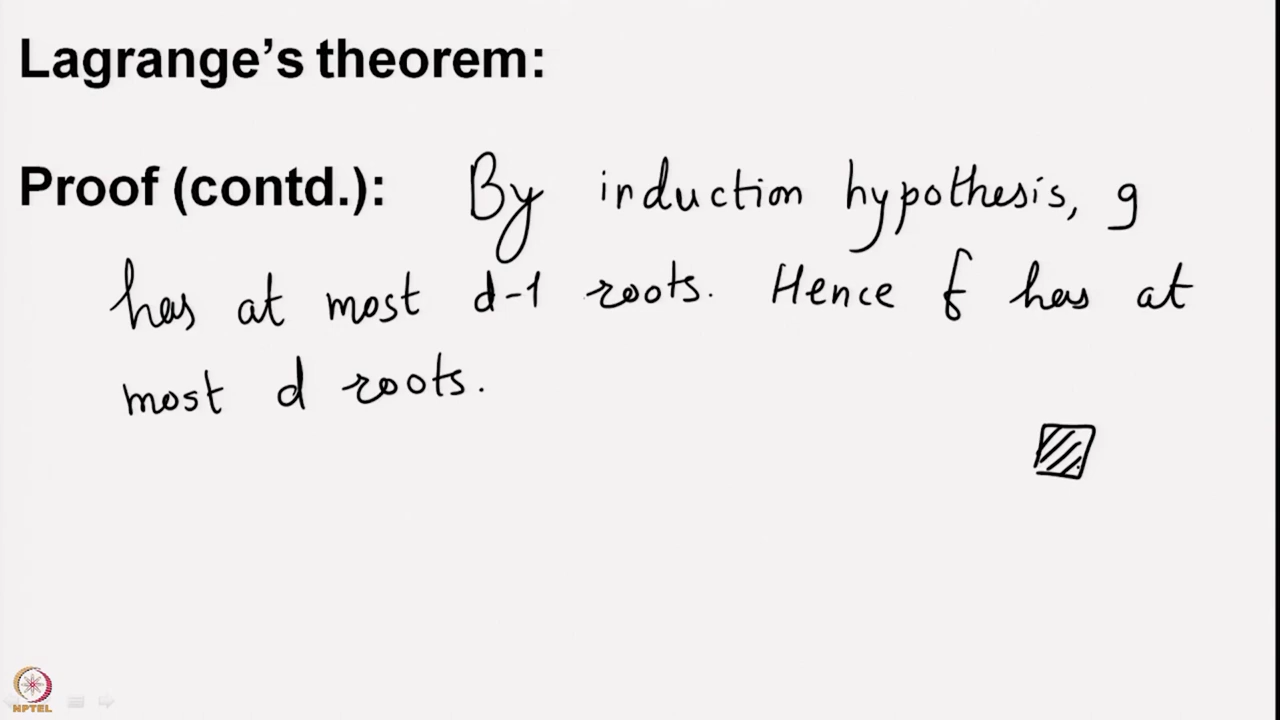 Lagrange's theorem:
Proof (contd.): By induction hypothesis, g
has at most d-1 roots. Hence f has at
most d roots.
NPTEL